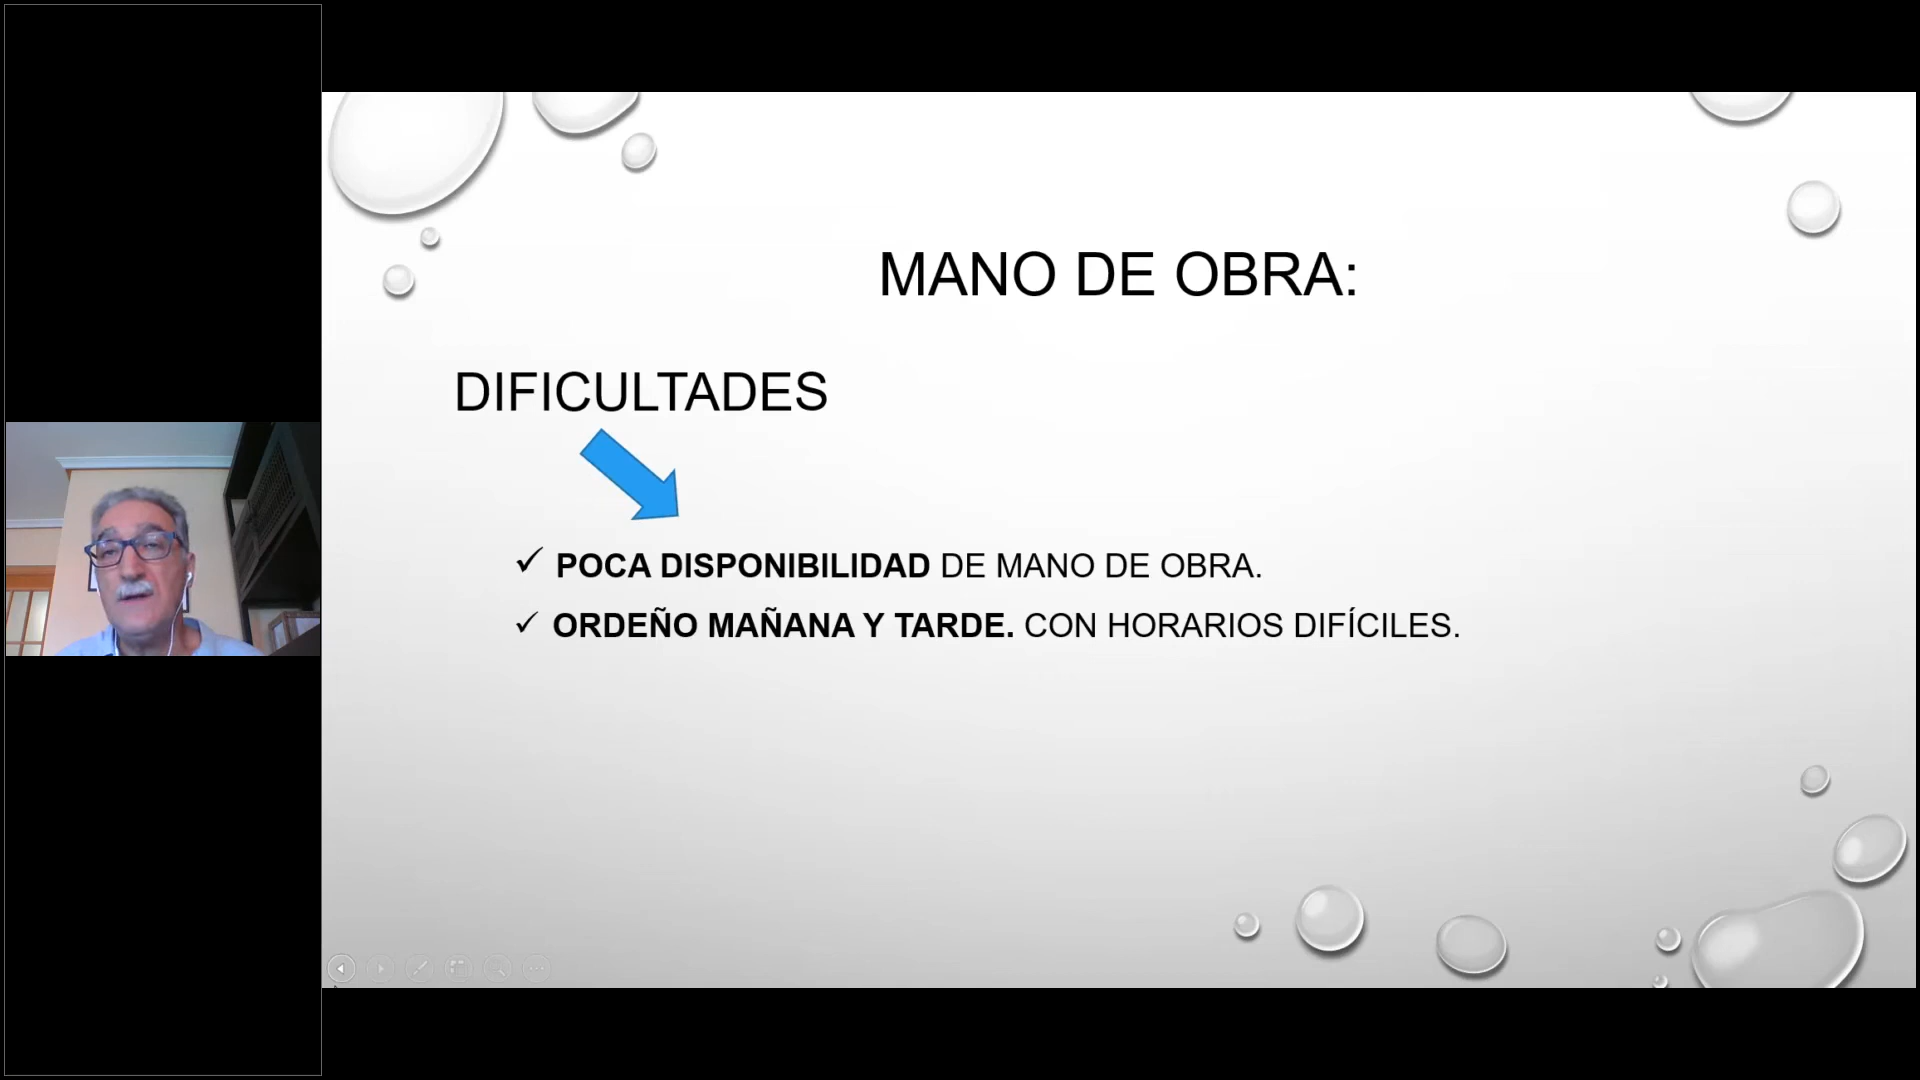 MANO DE OBRA:
DIFICULTADES
✓ POCA DISPONIBILIDAD DE MANO DE OBRA.
✓ ORDEÑO MAÑANA Y TARDE. CON HORARIOS DIFÍCILES.